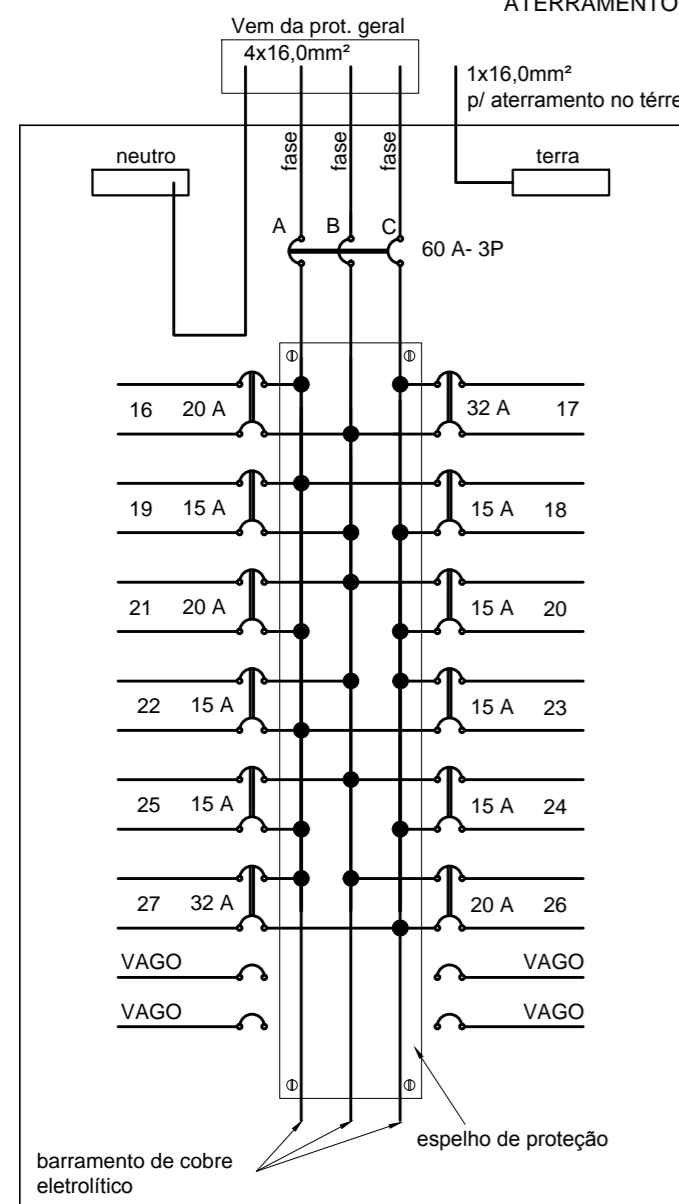 ATERRAMENTO
Vem da prot. geral
4x16,0mm²
1x16,0mm²
p/ aterramento no térre
neutro
fase
fase
fase
terra
A
B
C
60 A- 3P
16 20 A
32 A 17
19 15 A
15 A 18
21 20 A
15 A 20
22 15 A
15 A 23
25 15 A
15 A 24
27 32 A
20 A 26
VAGO
VAGO
VAGO
VAGO
espelho de proteção
barramento de cobre
eletrolítico